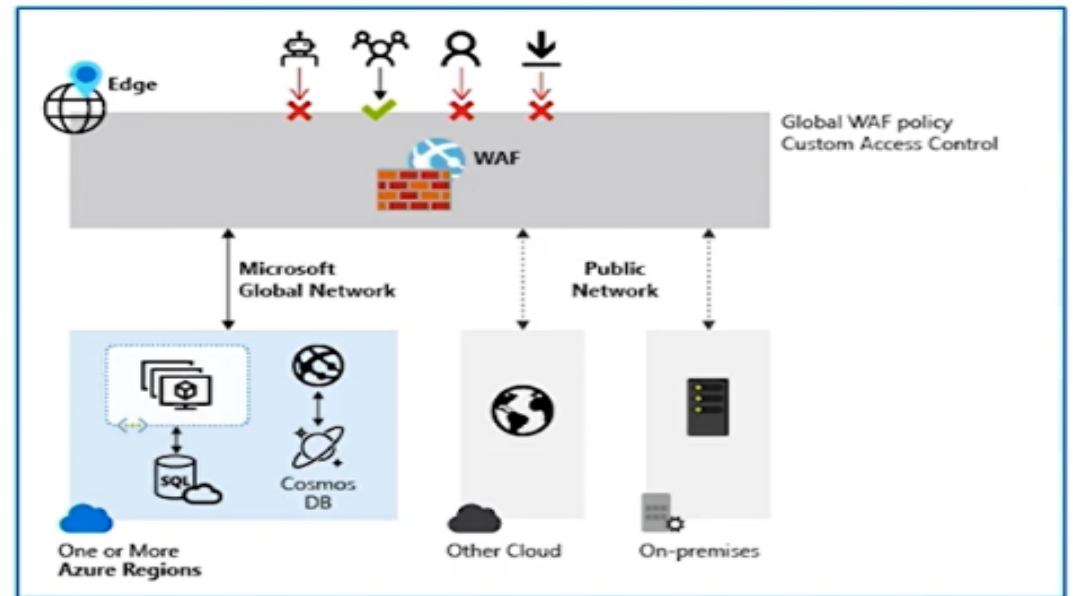 Edge
Global WAF policy
Custom Access Control
WAF
Microsoft
Global Network
Public
Network
SQL
Cosmos
DB
One or More
Azure Regions
Other Cloud
On-premises